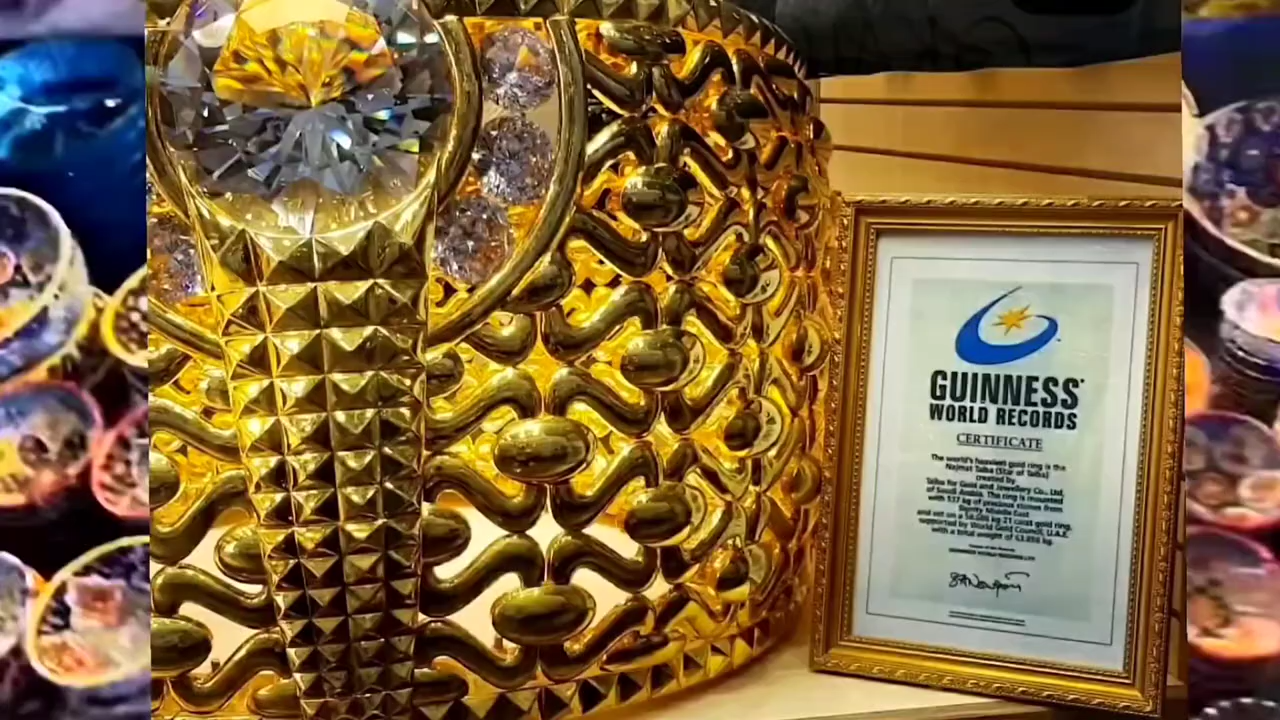 GUINNESS
WORLD RECORDS
CERTIFICATE
The world's heaviest gold ring is the
Najmat Taiba (Star of Taiba)
created by
Taiba for Gold and Jewellery Co., Ltd.
of Saudi Arabia. The ring is mounted
with 5.17 kg of precious stones from
Middle East
and set on a 58.686 kg 21 carat gold ring,
supported by World Gold Council, U.A.E.
with a total weight of 63.856 kg.